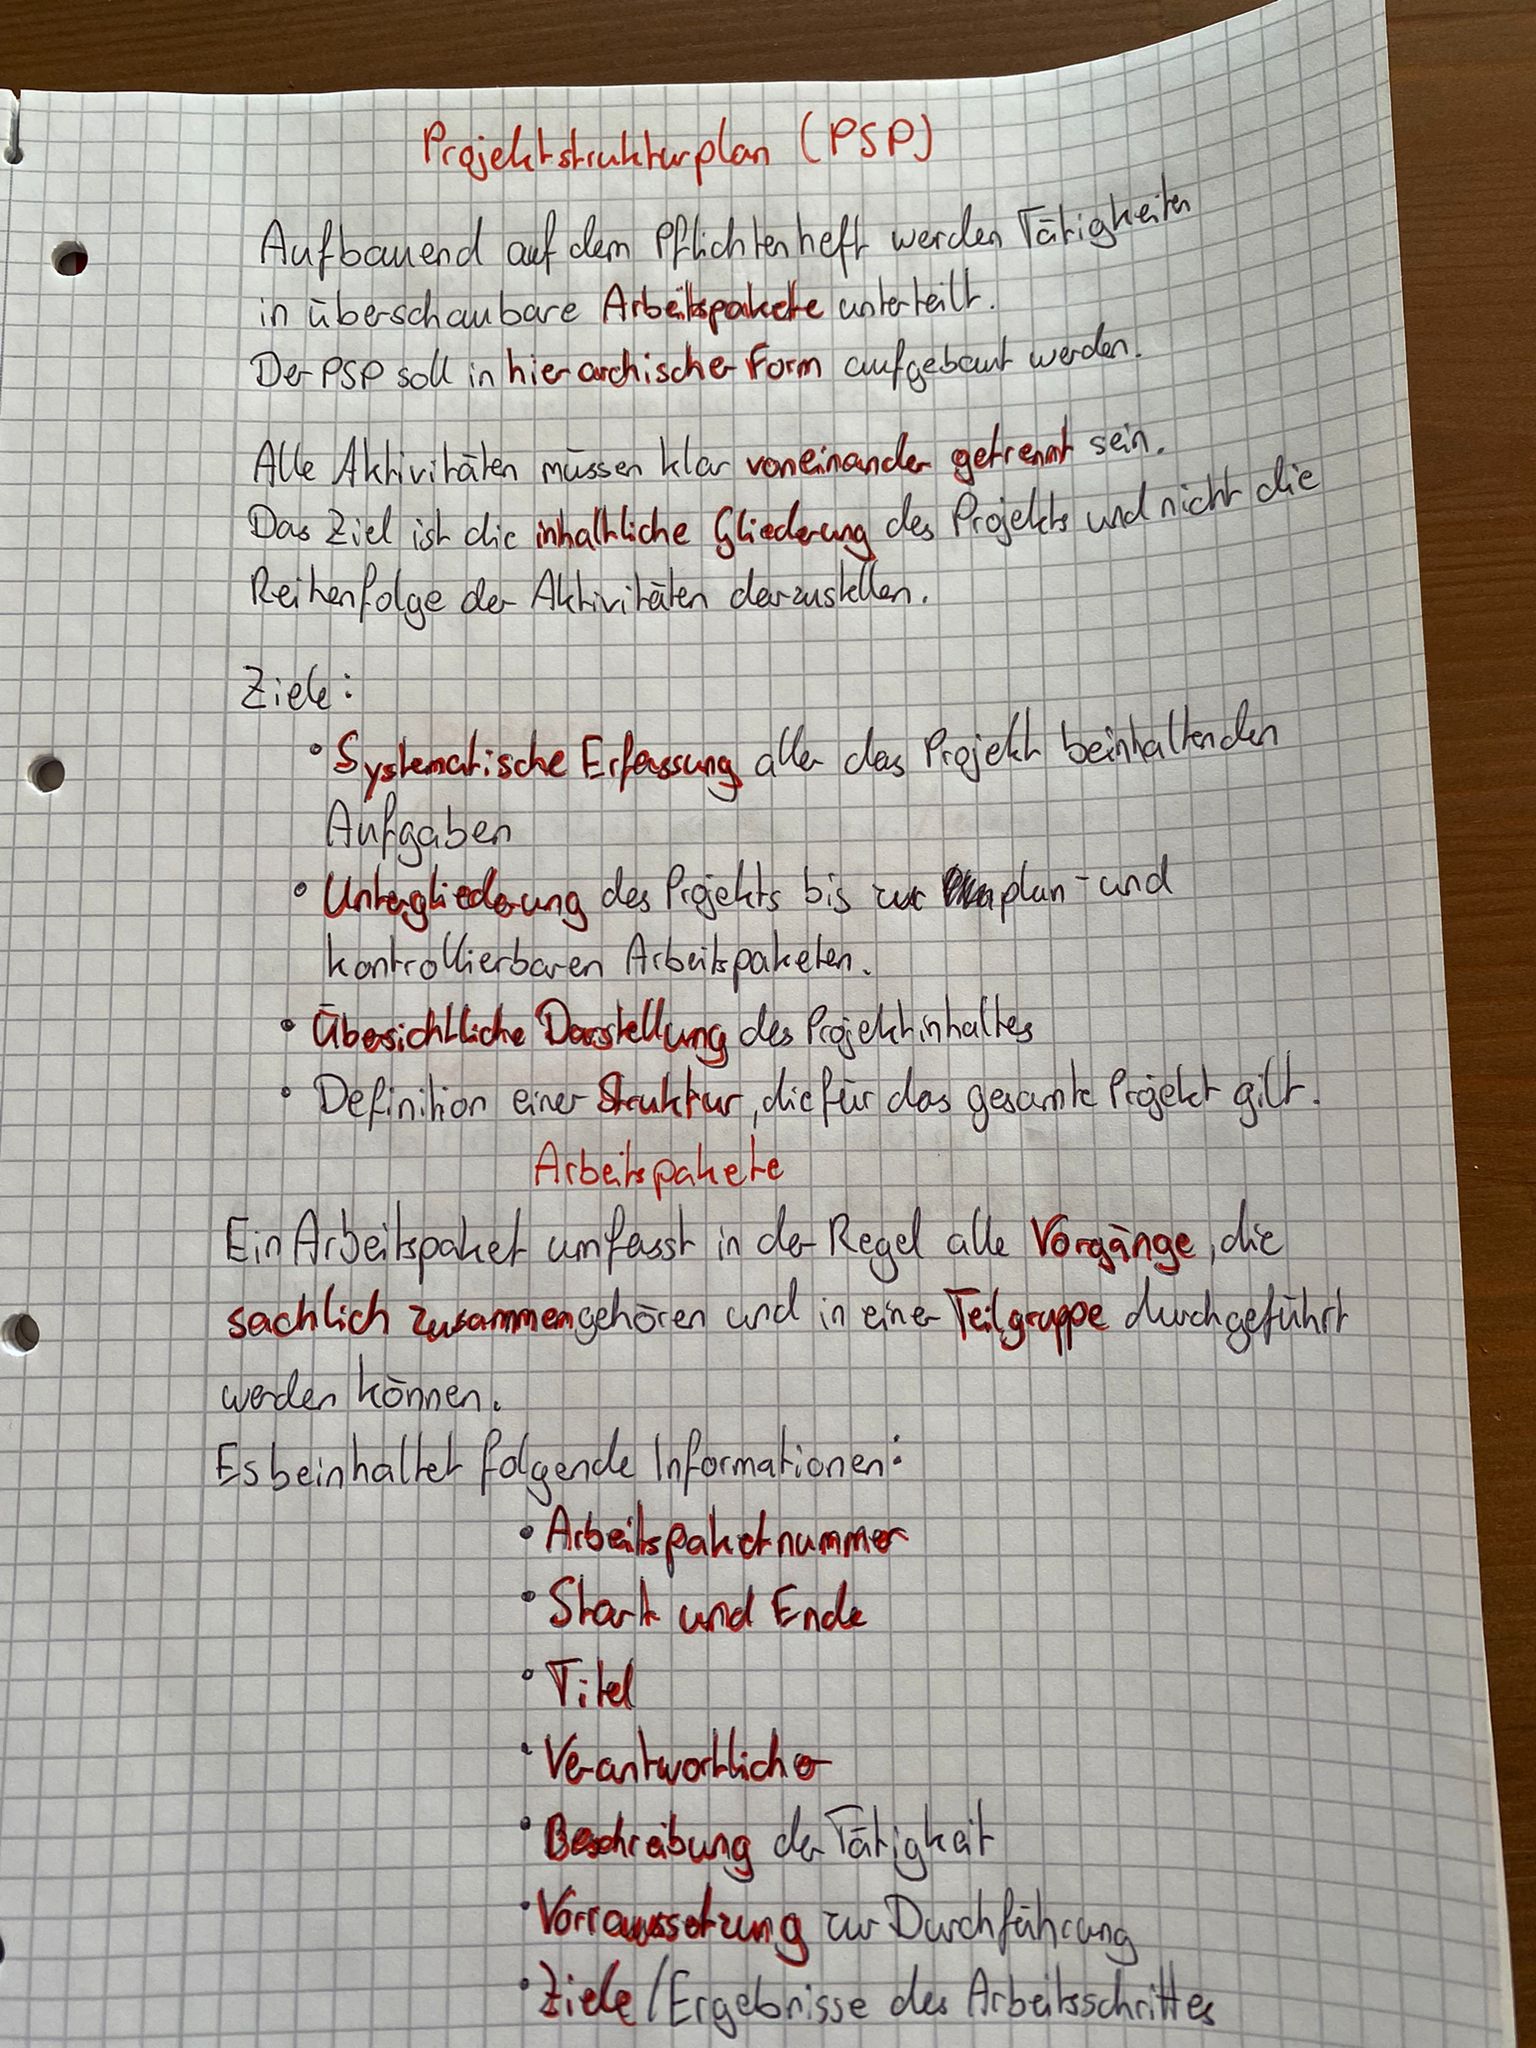 Projektstrukturplan (PSP)
Aufbauend auf dem Pflichtenheft werden Tätigkeiten
in überschaubare Arbeitspakete unterteilt.
Der PSP soll in hierarchischer Form aufgebaut werden.
Alle Aktivitäten müssen klar voneinander getrennt sein.
Das Ziel ist die inhaltliche Gliederung des Projekts und nicht die
Reihenfolge der Aktivitäten darzustellen.
Ziele:
• Systematische Erfassung aller das Projekt beinhaltenden
Aufgaben
• Untergliederung des Projekts bis zur plan- und
kontrollierbaren Arbeitspaketen.
• Übersichtliche Darstellung des Projektinhaltes
• Definition einer Struktur, die für das gesamte Projekt gilt.
Arbeitspakete
Ein Arbeitspaket umfasst in der Regel alle Vorgänge, die
sachlich zusammengehören und in einer Teilgruppe durchgeführt
werden können.
Es beinhaltet folgende Informationen:
• Arbeitspaketnummer
• Start und Ende
• Titel
• Verantwortlicher
• Beschreibung der Tätigkeit
• Vorraussetzung zur Durchführung
• Ziele/Ergebnisse des Arbeitsschrittes